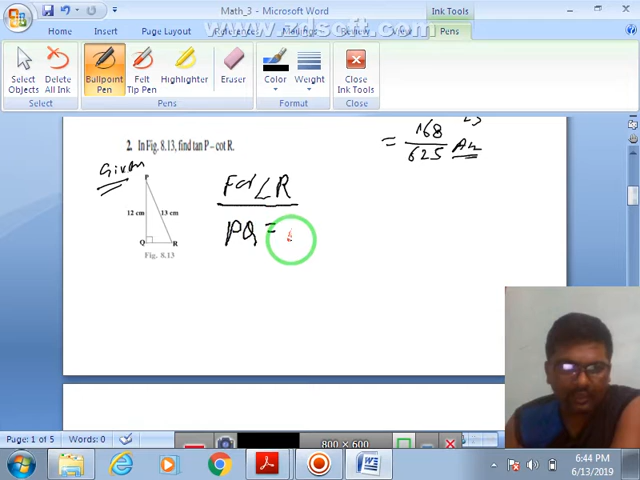 Math_3 - Microsoft Word
Ink Tools
www.zdsoft.com
Home
Insert
Page Layout
References
Mailings
Review
View
Pens
Select Objects
Delete All Ink
Ballpoint Pen
Felt Tip Pen
Highlighter
Eraser
Color
Weight
Close Ink Tools
Select
Pens
Format
Close
= 168
625 An
2. In Fig. 8.13, find tan P – cot R.
Given
P
12 cm
13 cm
Q
R
Fig. 8.13
For ∠R
PQ =
Page: 1 of 5
Words: 0
800 × 600
6:44 PM
6/13/2019